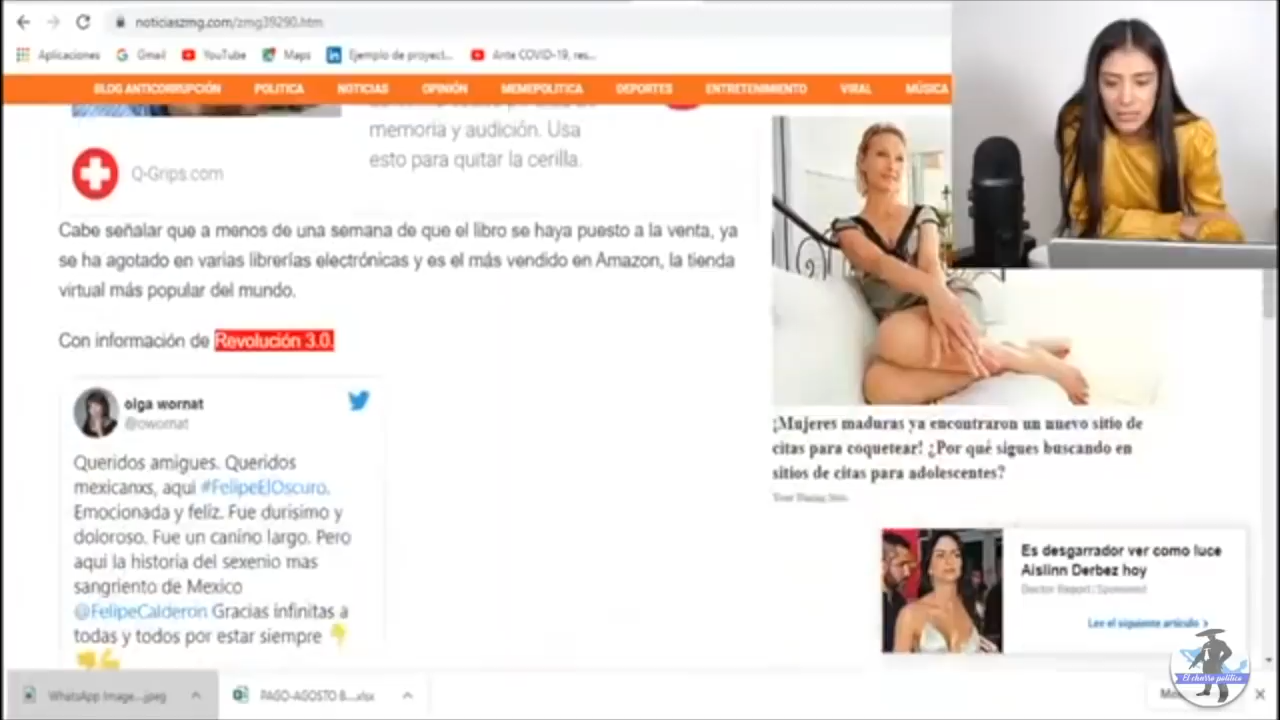 noticiaszmg.com/zmg39290.htm
Aplicaciones Gmail YouTube Maps Ejemplo de proyect... Ante COVID-19, res...
BLOG ANTICORRUPCIÓN POLITICA NOTICIAS OPINIÓN MEMEPOLITICA DEPORTES ENTRETENIMIENTO VIRAL MÚSICA
memoria y audición. Usa
esto para quitar la cerilla.
Q-Grips.com
Cabe señalar que a menos de una semana de que el libro se haya puesto a la venta, ya
se ha agotado en varias librerías electrónicas y es el más vendido en Amazon, la tienda
virtual más popular del mundo.
Con información de Revolución 3.0.
olga wornat
@owornat
Queridos amigues. Queridos
mexicanxs, aqui #FelipeElOscuro.
Emocionada y feliz. Fue durisimo y
doloroso. Fue un canino largo. Pero
aqui la historia del sexenio mas
sangriento de Mexico
@FelipeCalderon Gracias infinitas a
todas y todos por estar siempre
¡Mujeres maduras ya encontraron un nuevo sitio de
citas para coquetear! ¿Por qué sigues buscando en
sitios de citas para adolescentes?
Es desgarrador ver como luce
Aislinn Derbez hoy
Doctor Report | Sponsored
Lee el siguiente artículo
WhatsApp Image....jpeg
PAGO-AGOSTO B....xlsx
El charro político